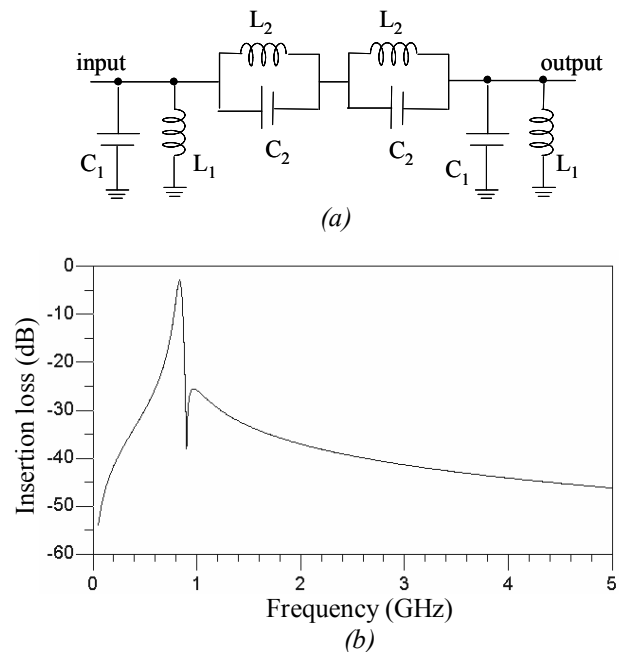 L₂ L₂
input output
C₁ L₁ C₂ C₂ C₁ L₁
(a)
0
-10
-20
-30
-40
-50
-60
Insertion loss (dB)
0 1 2 3 4 5
Frequency (GHz)
(b)